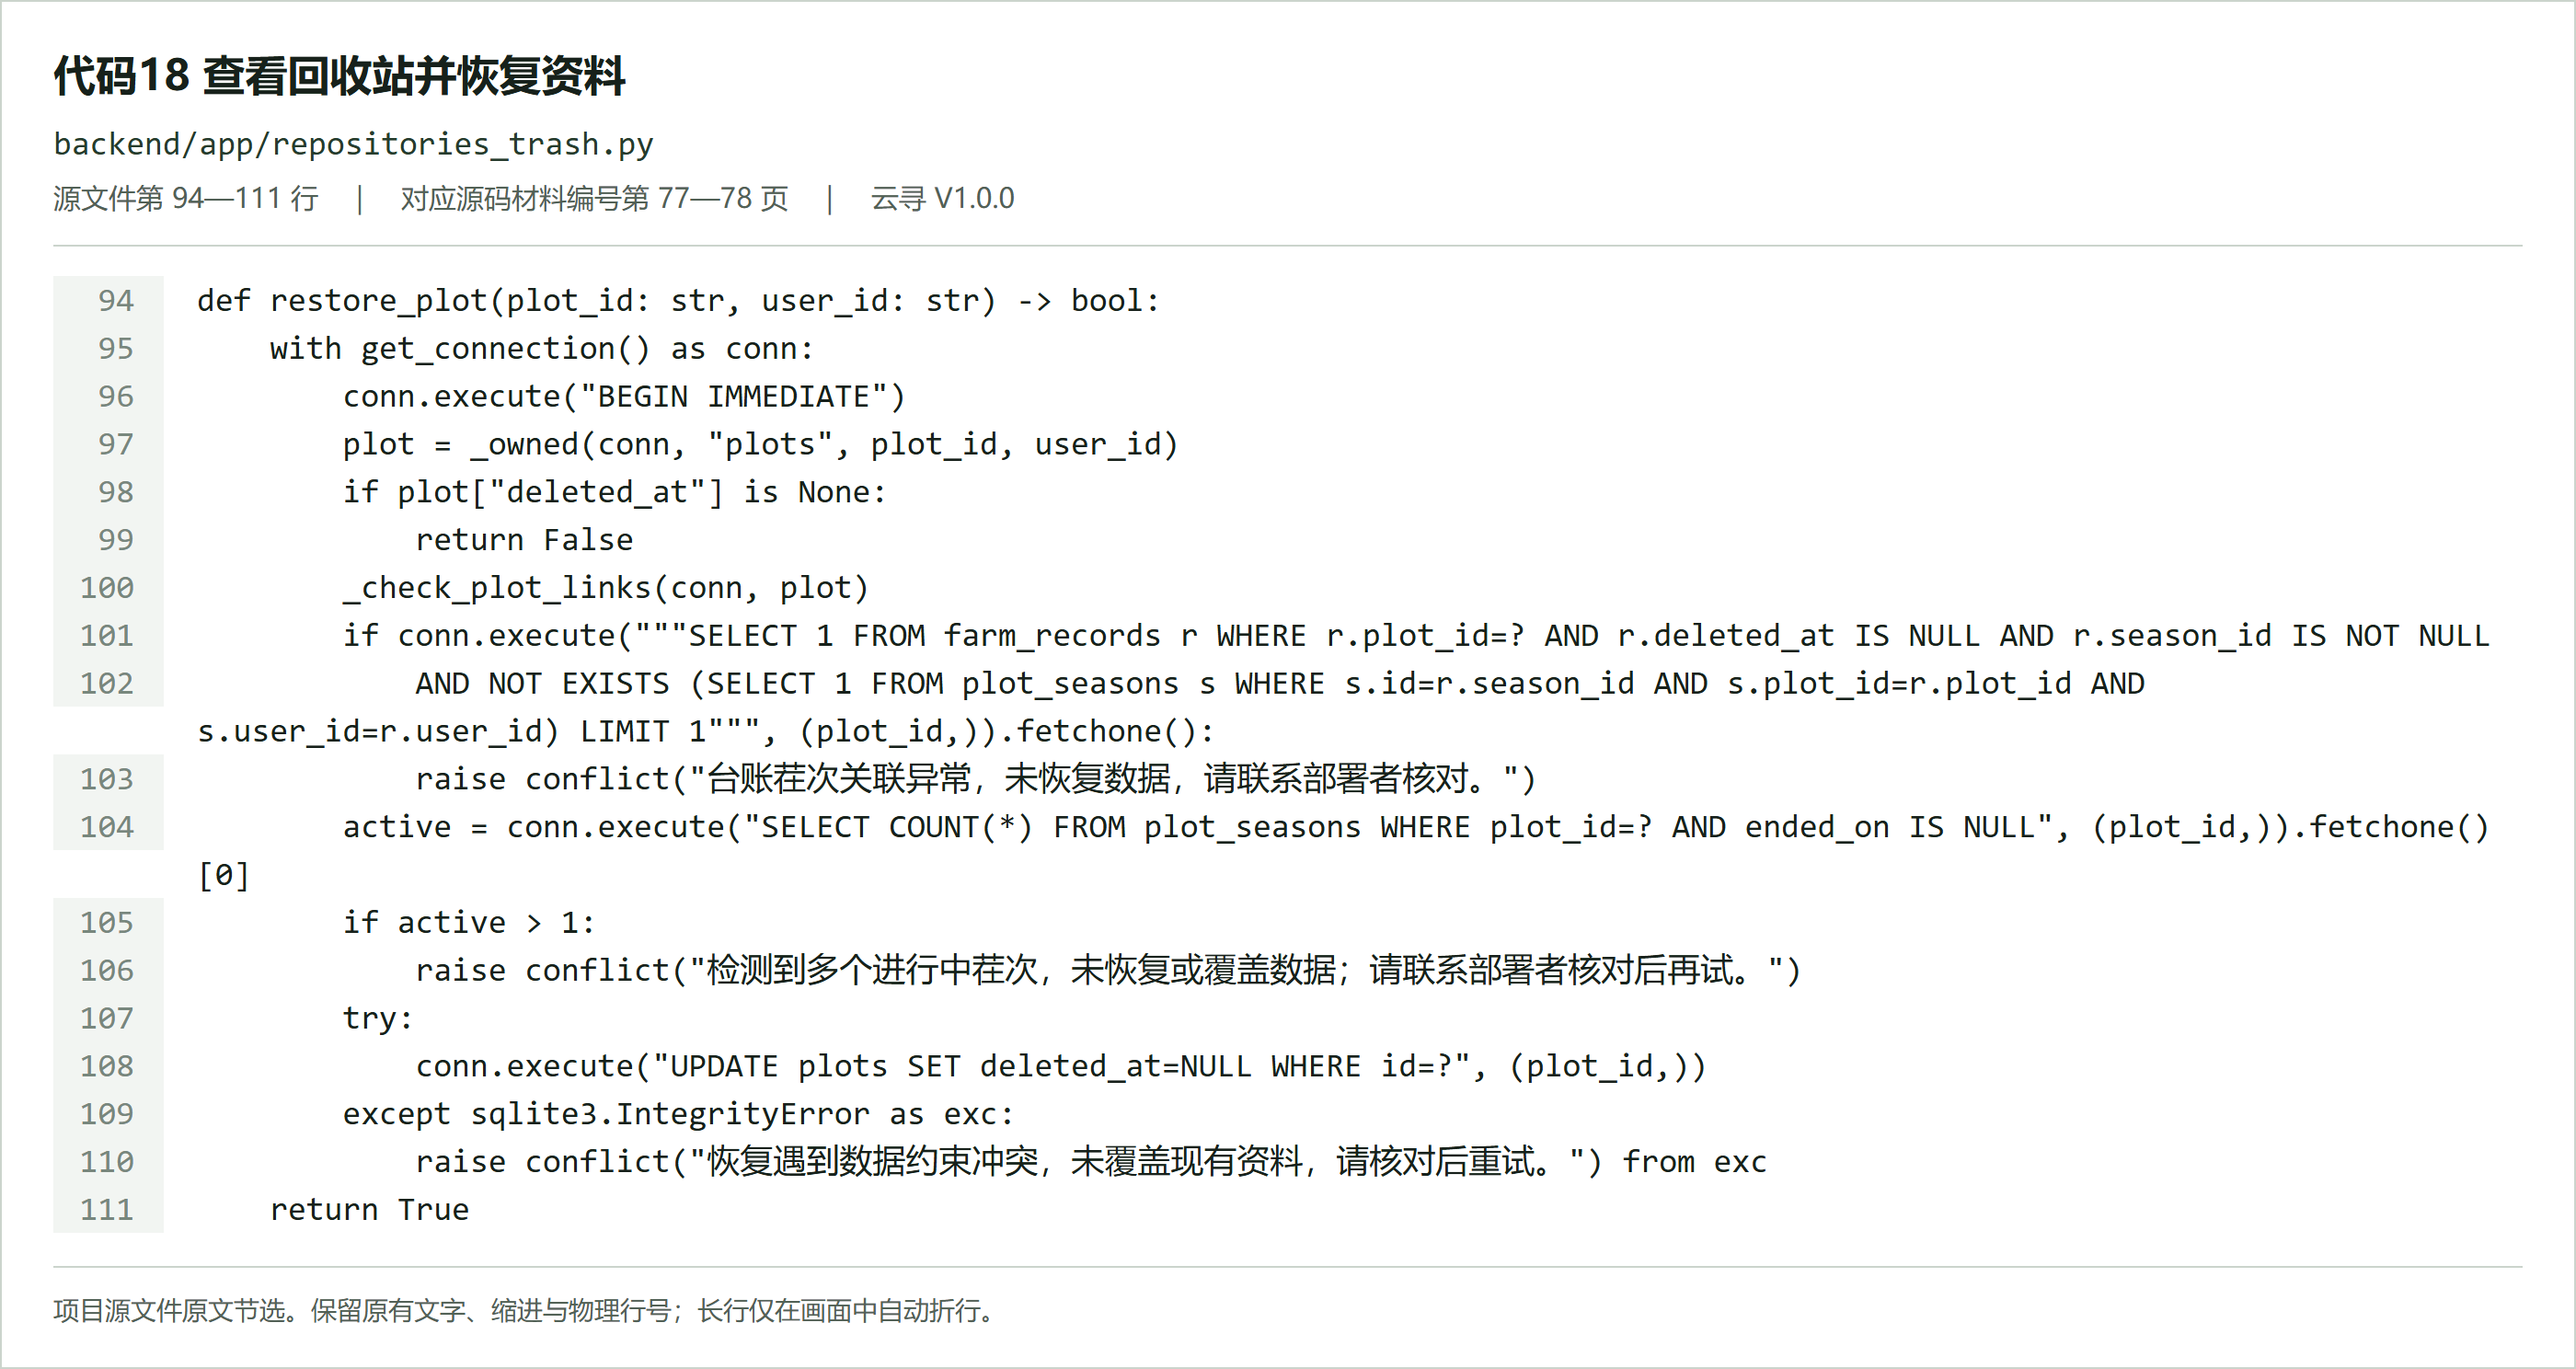 代码18 查看回收站并恢复资料
backend/app/repositories_trash.py
源文件第 94—111 行 | 对应源码材料编号第 77—78 页 | 云寻 V1.0.0
94 def restore_plot(plot_id: str, user_id: str) -> bool:
95     with get_connection() as conn:
96         conn.execute("BEGIN IMMEDIATE")
97         plot = _owned(conn, "plots", plot_id, user_id)
98         if plot["deleted_at"] is None:
99             return False
100         _check_plot_links(conn, plot)
101         if conn.execute("""SELECT 1 FROM farm_records r WHERE r.plot_id=? AND r.deleted_at IS NULL AND r.season_id IS NOT NULL
102             AND NOT EXISTS (SELECT 1 FROM plot_seasons s WHERE s.id=r.season_id AND s.plot_id=r.plot_id AND
s.user_id=r.user_id) LIMIT 1""", (plot_id,)).fetchone():
103             raise conflict("台账茬次关联异常，未恢复数据，请联系部署者核对。")
104         active = conn.execute("SELECT COUNT(*) FROM plot_seasons WHERE plot_id=? AND ended_on IS NULL", (plot_id,)).fetchone()
[0]
105         if active > 1:
106             raise conflict("检测到多个进行中茬次，未恢复或覆盖数据；请联系部署者核对后再试。")
107         try:
108             conn.execute("UPDATE plots SET deleted_at=NULL WHERE id=?", (plot_id,))
109         except sqlite3.IntegrityError as exc:
110             raise conflict("恢复遇到数据约束冲突，未覆盖现有资料，请核对后重试。") from exc
111     return True
项目源文件原文节选。保留原有文字、缩进与物理行号；长行仅在画面中自动折行。